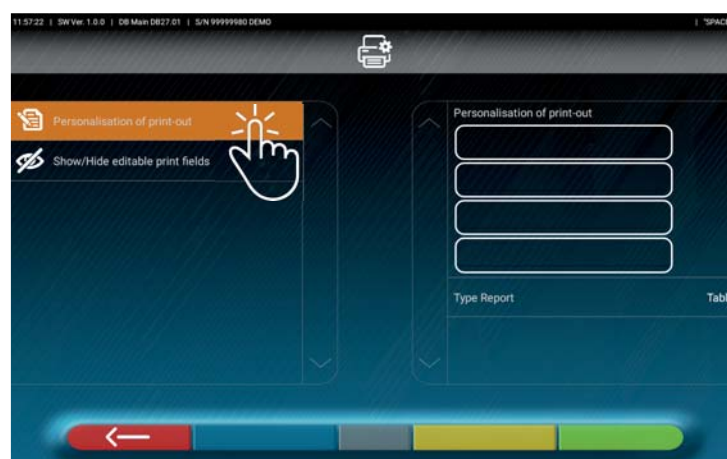 11:57:22 | SW Ver. 1.0.0 | DB Main DB27.01 | S/N 99999980 DEMO | "SPACE
Personalisation of print-out
Show/Hide editable print fields
Personalisation of print-out
Type Report Tabl